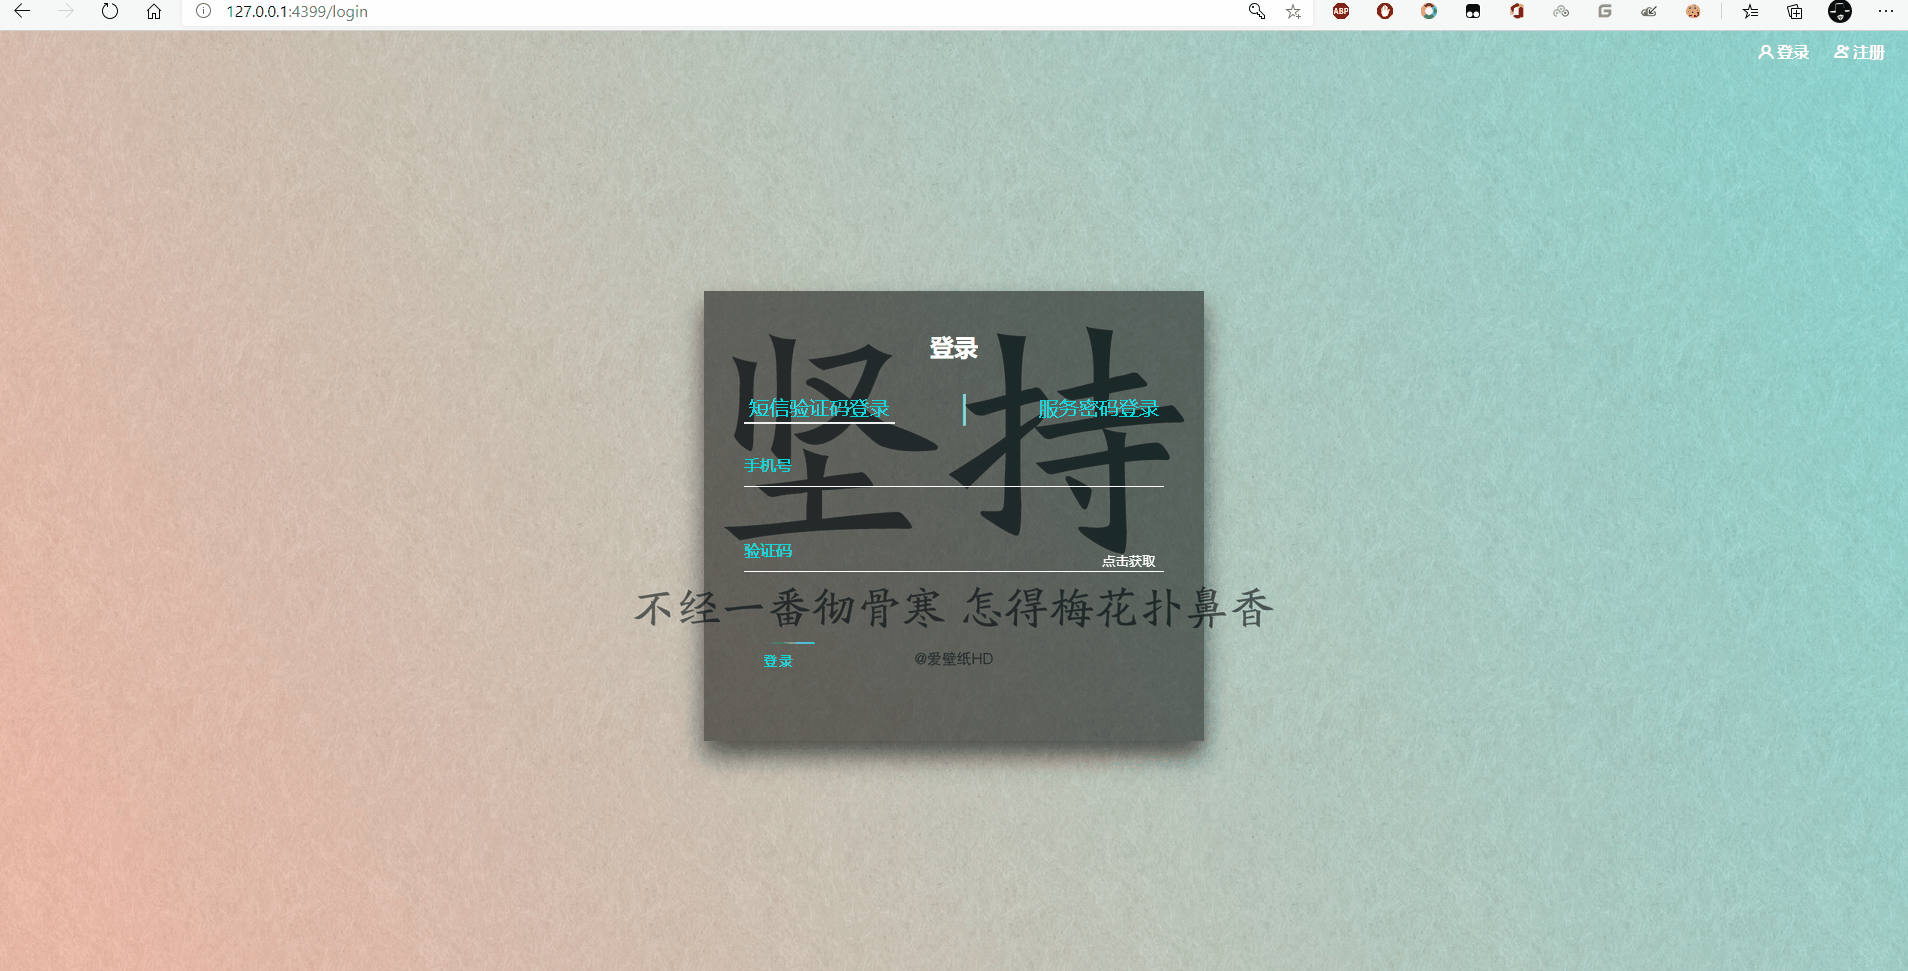 127.0.0.1:4399/login
ABP
登录
注册
坚持
登录
短信验证码登录
服务密码登录
手机号
验证码
点击获取
不经一番彻骨寒 怎得梅花扑鼻香
登录
@爱壁纸HD